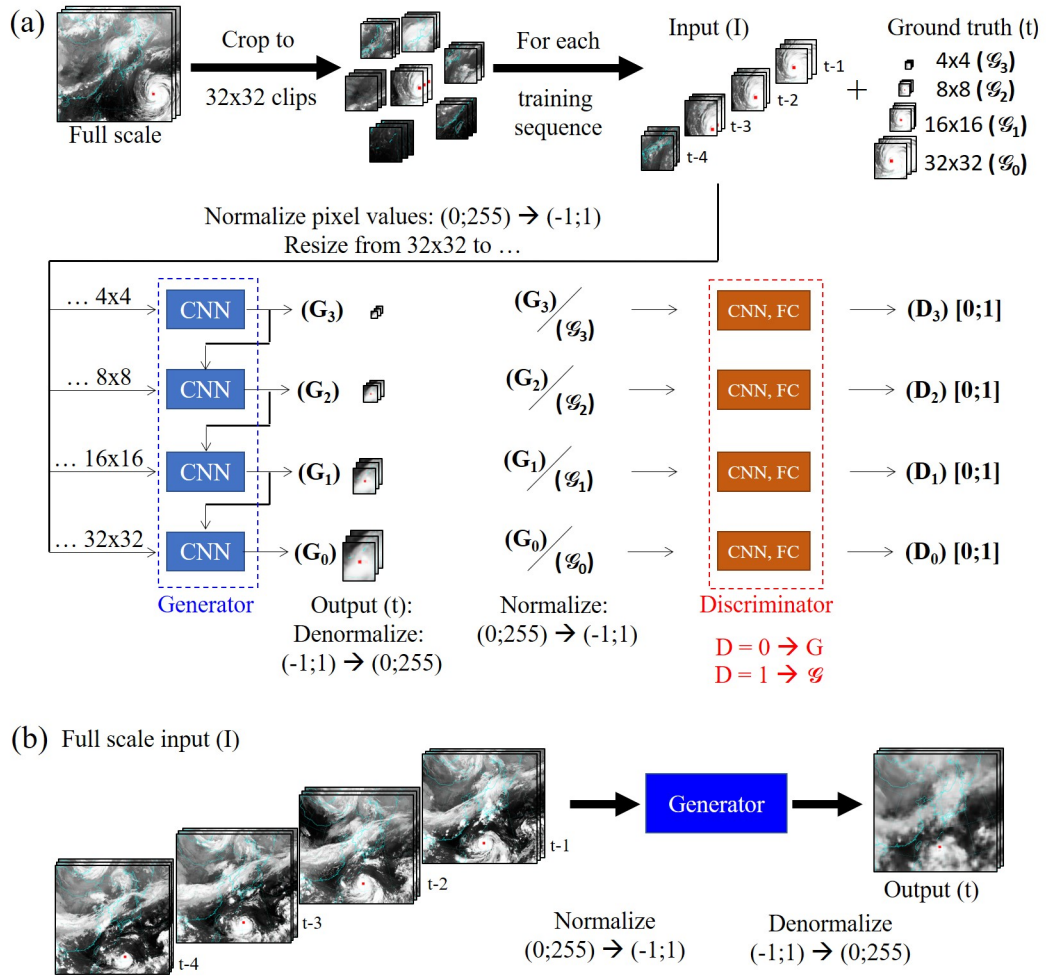 (a)
Full scale
Crop to
32x32 clips
For each
training
sequence
Input (I)
t-1
t-2
t-3
t-4
+
Ground truth (t)
4x4 (𝒢₃)
8x8 (𝒢₂)
16x16 (𝒢₁)
32x32 (𝒢₀)
Normalize pixel values: (0;255) → (-1;1)
Resize from 32x32 to …
… 4x4
CNN
(G₃)
(G₃)
(𝒢₃)
CNN, FC
(D₃) [0;1]
… 8x8
CNN
(G₂)
(G₂)
(𝒢₂)
CNN, FC
(D₂) [0;1]
… 16x16
CNN
(G₁)
(G₁)
(𝒢₁)
CNN, FC
(D₁) [0;1]
… 32x32
CNN
(G₀)
(G₀)
(𝒢₀)
CNN, FC
(D₀) [0;1]
Generator
Output (t):
Denormalize:
(-1;1) → (0;255)
Normalize:
(0;255) → (-1;1)
Discriminator
D = 0 → G
D = 1 → 𝒢
(b)
Full scale input (I)
t-1
t-2
t-3
t-4
Generator
Output (t)
Normalize
(0;255) → (-1;1)
Denormalize
(-1;1) → (0;255)